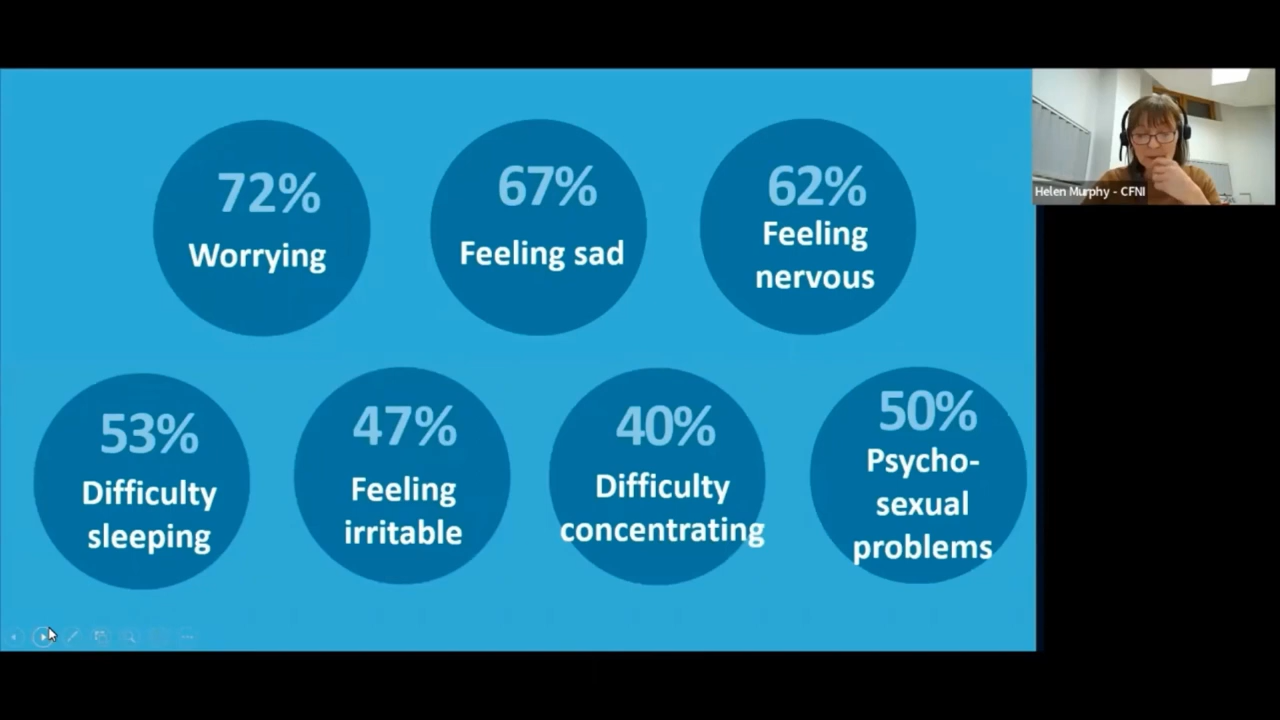 72%
Worrying
67%
Feeling sad
62%
Feeling
nervous
Helen Murphy - CFNI
53%
Difficulty
sleeping
47%
Feeling
irritable
40%
Difficulty
concentrating
50%
Psycho-
sexual
problems